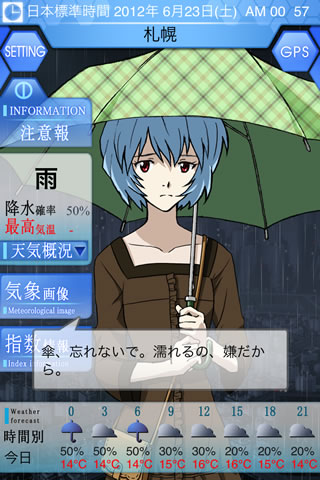 日本標準時間 2012年 6月23日(土) AM 00 57
札幌
SETTING
GPS
INFORMATION
注意報
雨
降水確率 50%
最高気温 -
天気概況▼
気象画像
Meteorological image
指数情報
傘、忘れないで。濡れるの、嫌だか
ら。
Weather
forecast
0 3 6 9 12 15 18 21
時間別
今日
50% 50% 50% 30% 30% 20% 20% 20%
14℃ 14℃ 14℃ 15℃ 16℃ 16℃ 15℃ 14℃